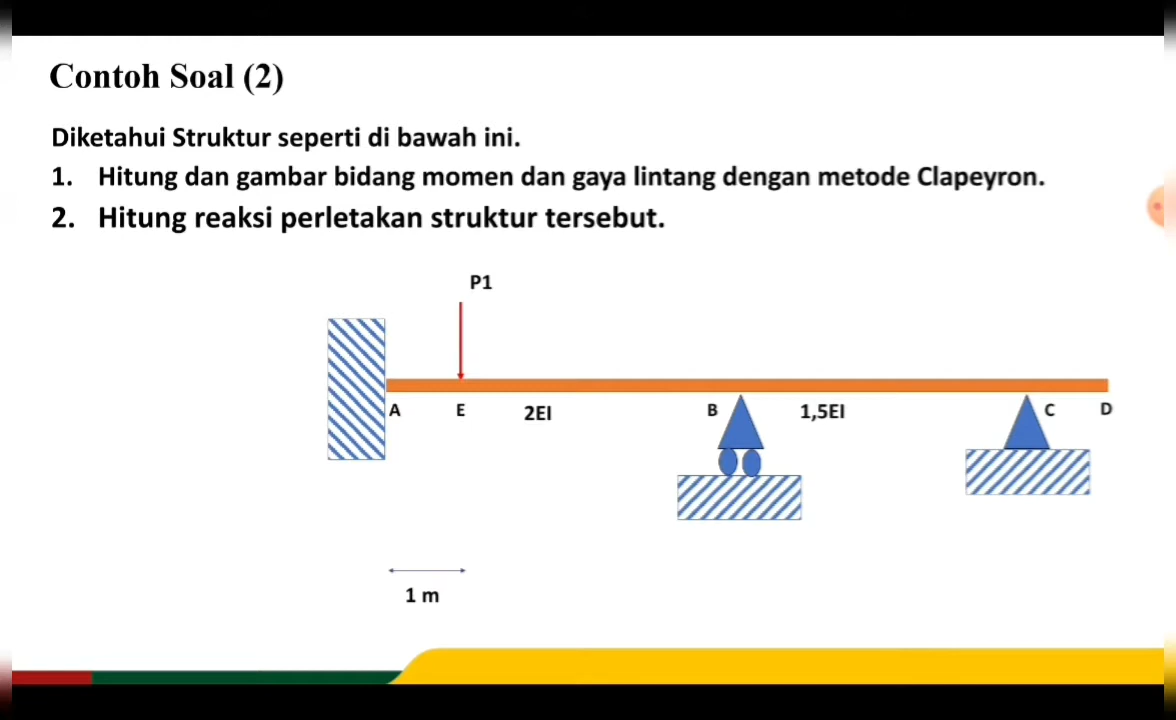 Contoh Soal (2)
Diketahui Struktur seperti di bawah ini.
1. Hitung dan gambar bidang momen dan gaya lintang dengan metode Clapeyron.
2. Hitung reaksi perletakan struktur tersebut.
P1
A E 2EI B 1,5EI C D
1 m